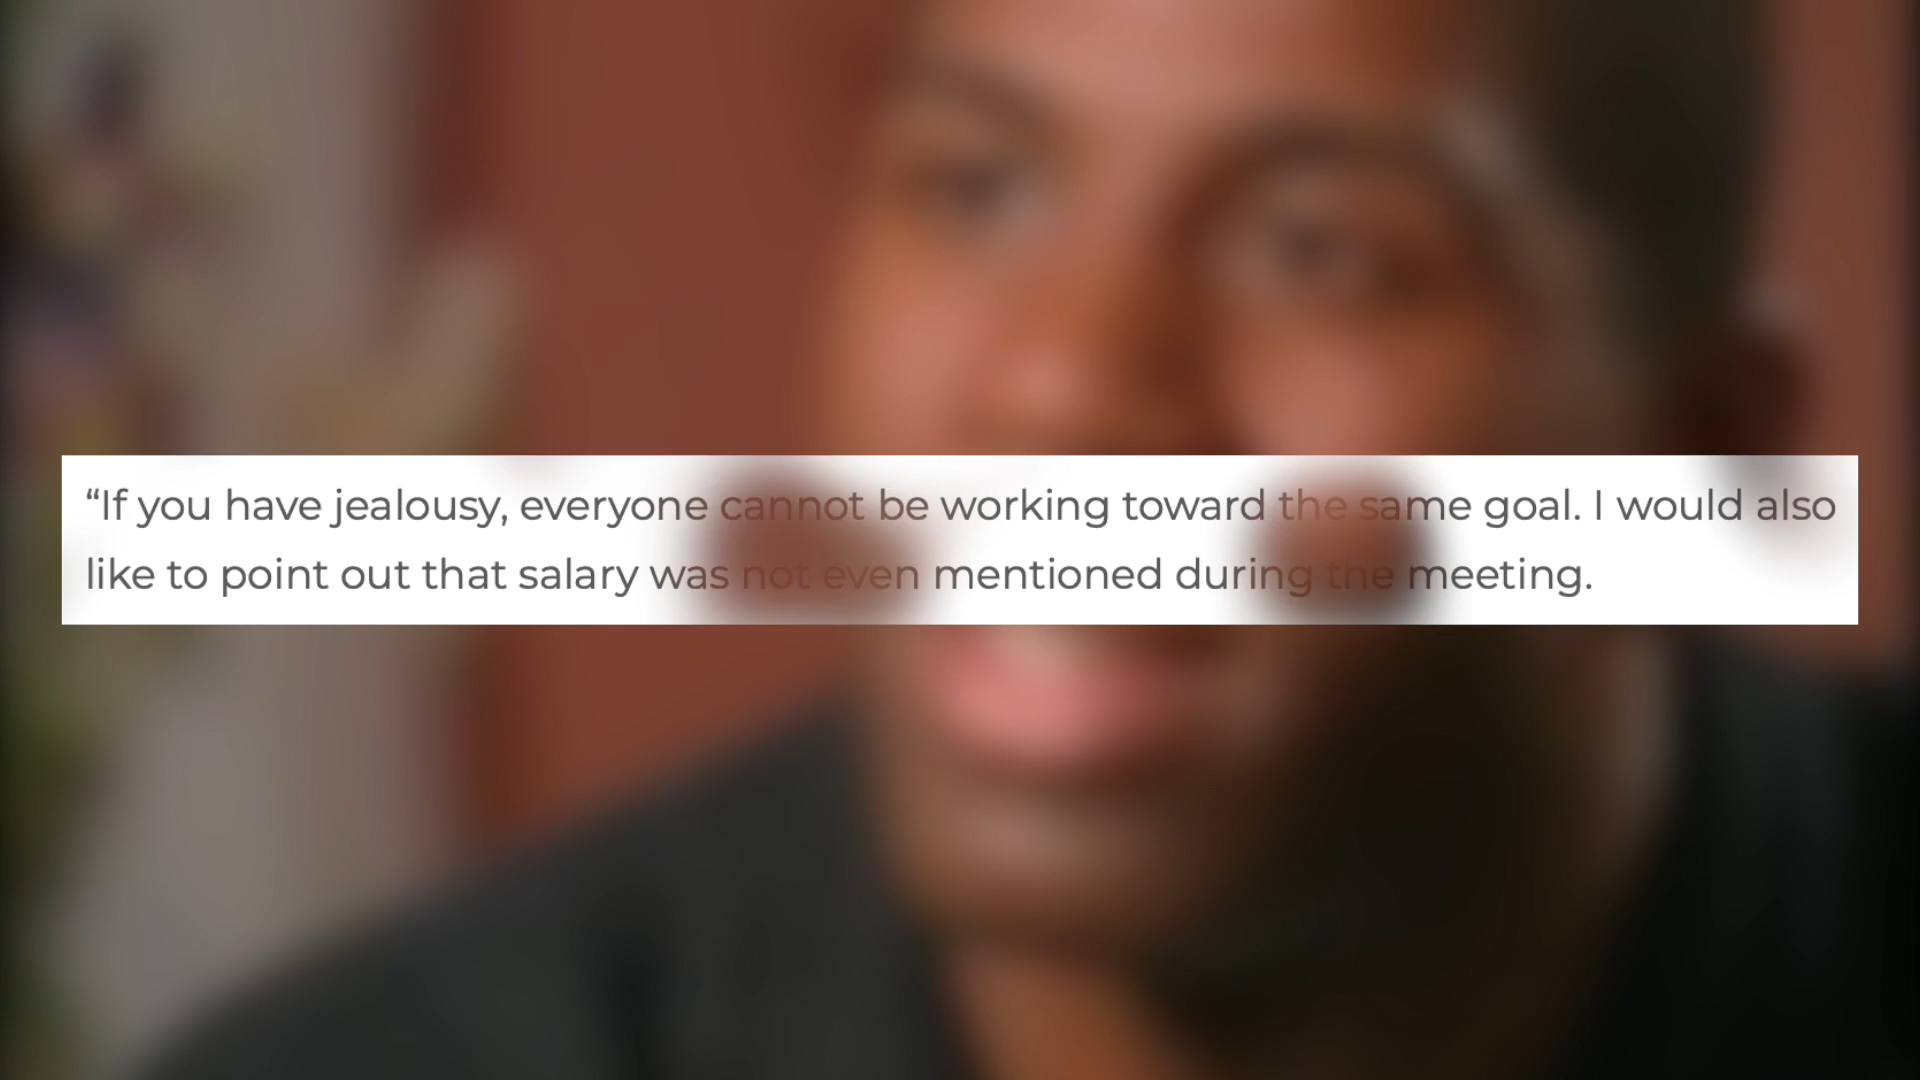 “If you have jealousy, everyone cannot be working toward the same goal. I would also
like to point out that salary was not even mentioned during the meeting.